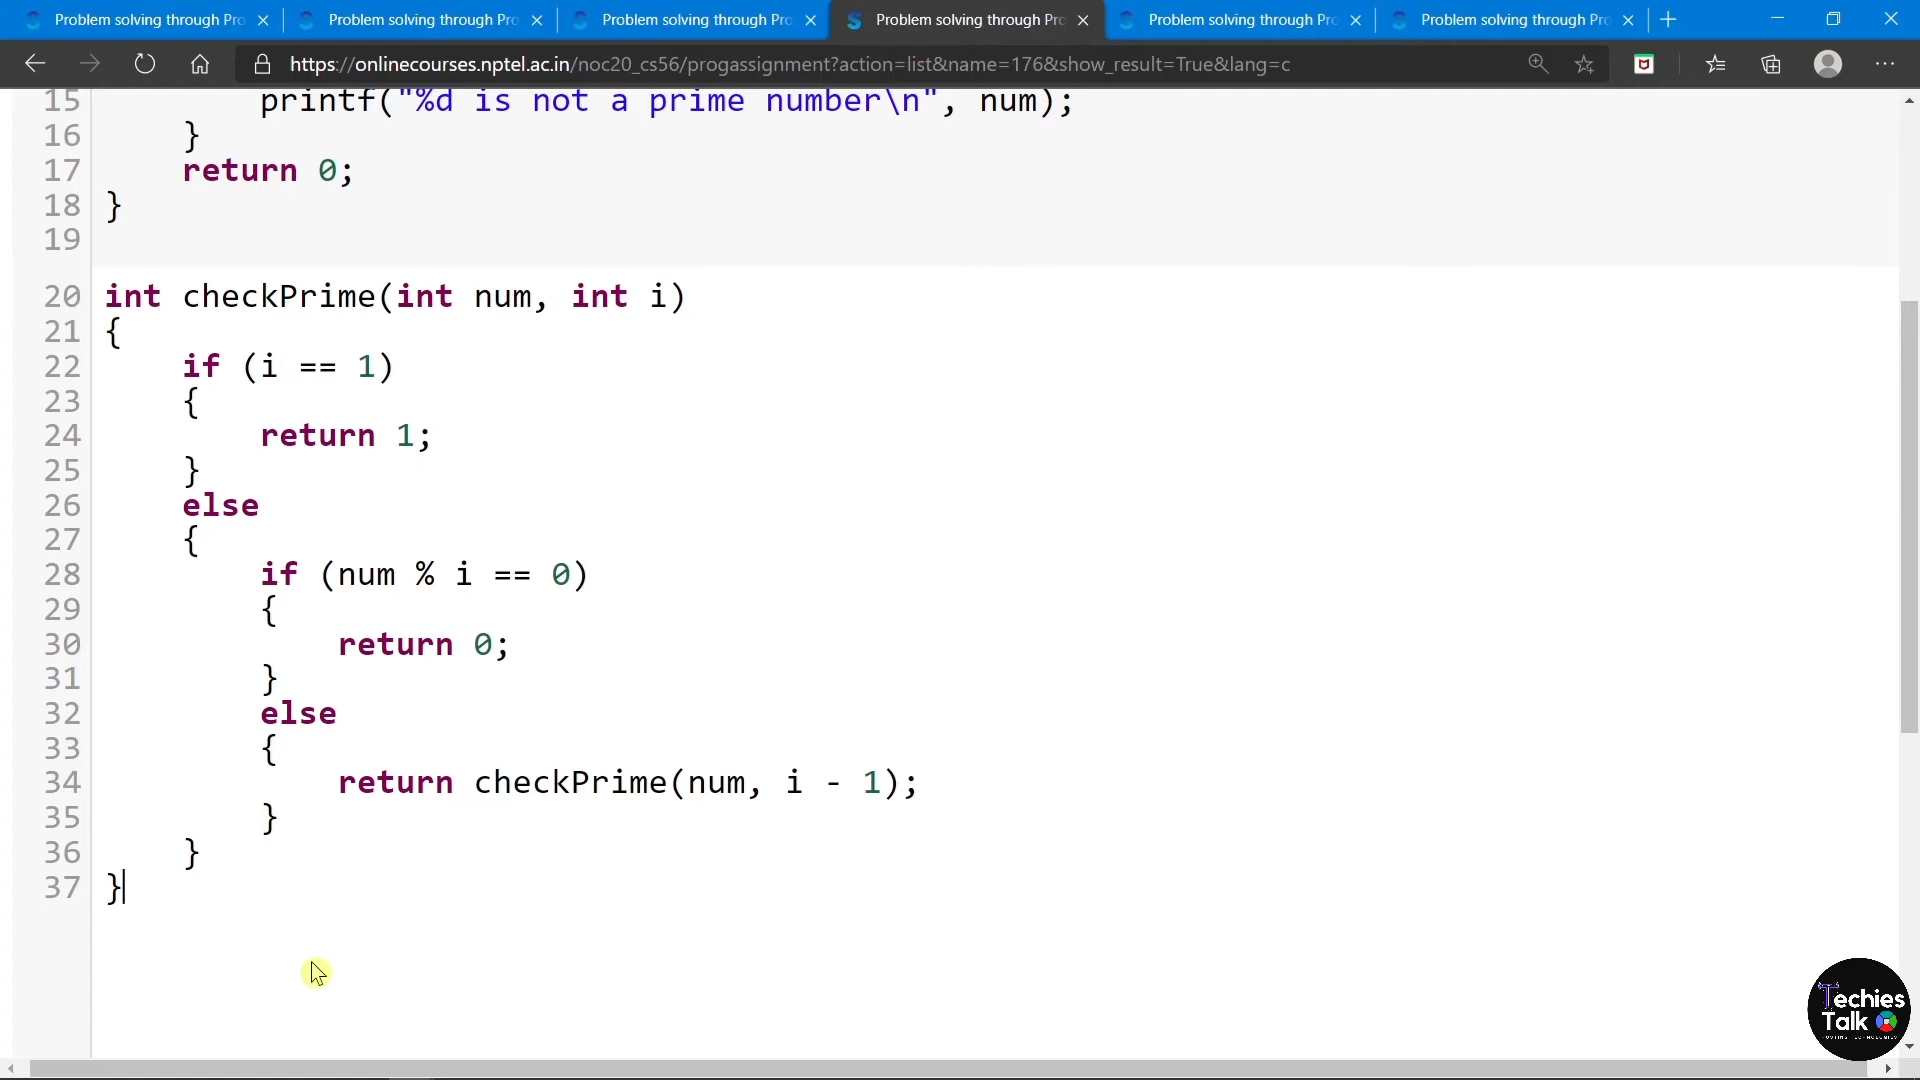 Problem solving through Pro
Problem solving through Pro
Problem solving through Pro
Problem solving through Pro
Problem solving through Pro
Problem solving through Pro
https://onlinecourses.nptel.ac.in/noc20_cs56/progassignment?action=list&name=176&show_result=True&lang=c
15 printf("%d is not a prime number\n", num);
16 }
17 return 0;
18 }
19
20 int checkPrime(int num, int i)
21 {
22 if (i == 1)
23 {
24 return 1;
25 }
26 else
27 {
28 if (num % i == 0)
29 {
30 return 0;
31 }
32 else
33 {
34 return checkPrime(num, i - 1);
35 }
36 }
37 }
Techies
Talk